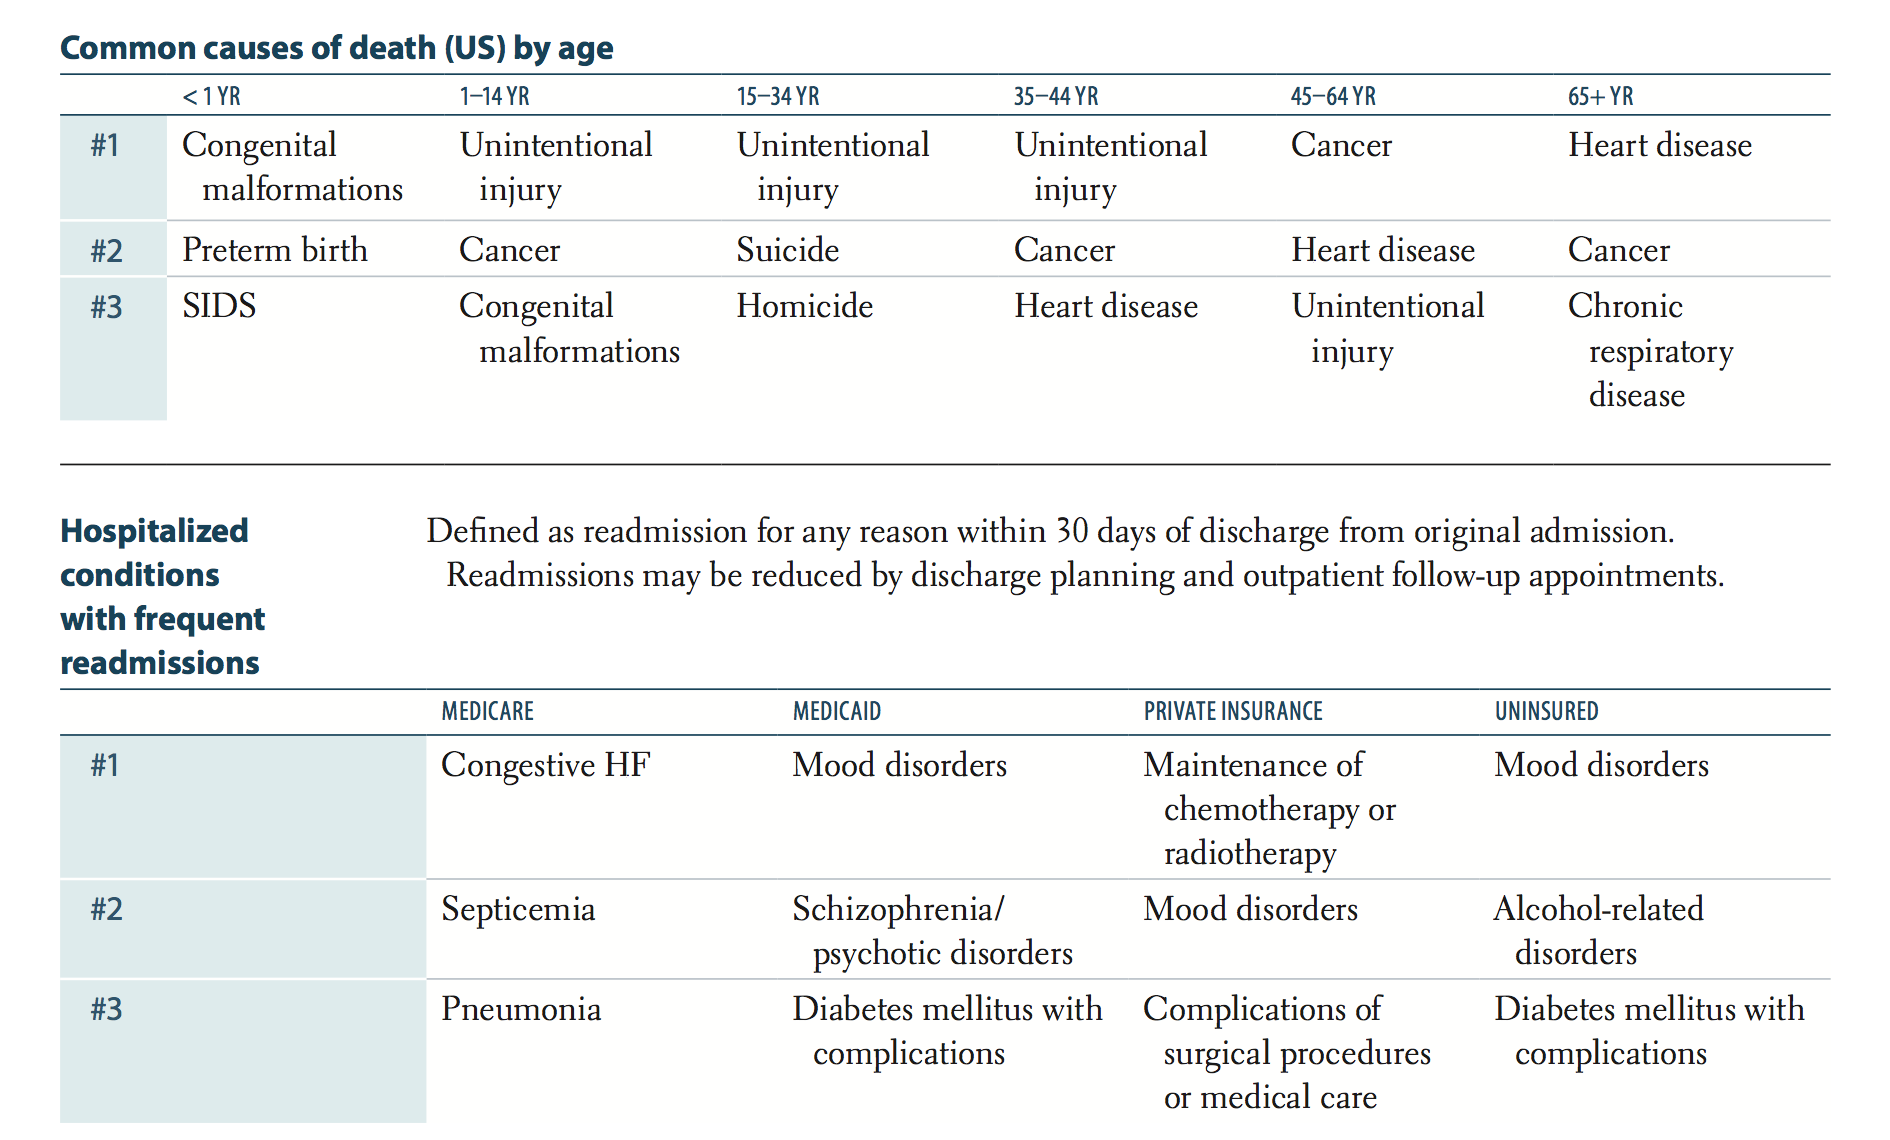 Common causes of death (US) by age
< 1 YR 1–14 YR 15–34 YR 35–44 YR 45–64 YR 65+ YR
#1 Congenital Unintentional Unintentional Unintentional Cancer Heart disease
malformations injury injury injury
#2 Preterm birth Cancer Suicide Cancer Heart disease Cancer
#3 SIDS Congenital Homicide Heart disease Unintentional Chronic
malformations injury respiratory
disease
Hospitalized Defined as readmission for any reason within 30 days of discharge from original admission.
conditions Readmissions may be reduced by discharge planning and outpatient follow-up appointments.
with frequent
readmissions
MEDICARE MEDICAID PRIVATE INSURANCE UNINSURED
#1 Congestive HF Mood disorders Maintenance of Mood disorders
chemotherapy or
radiotherapy
#2 Septicemia Schizophrenia/ Mood disorders Alcohol-related
psychotic disorders disorders
#3 Pneumonia Diabetes mellitus with Complications of Diabetes mellitus with
complications surgical procedures complications
or medical care